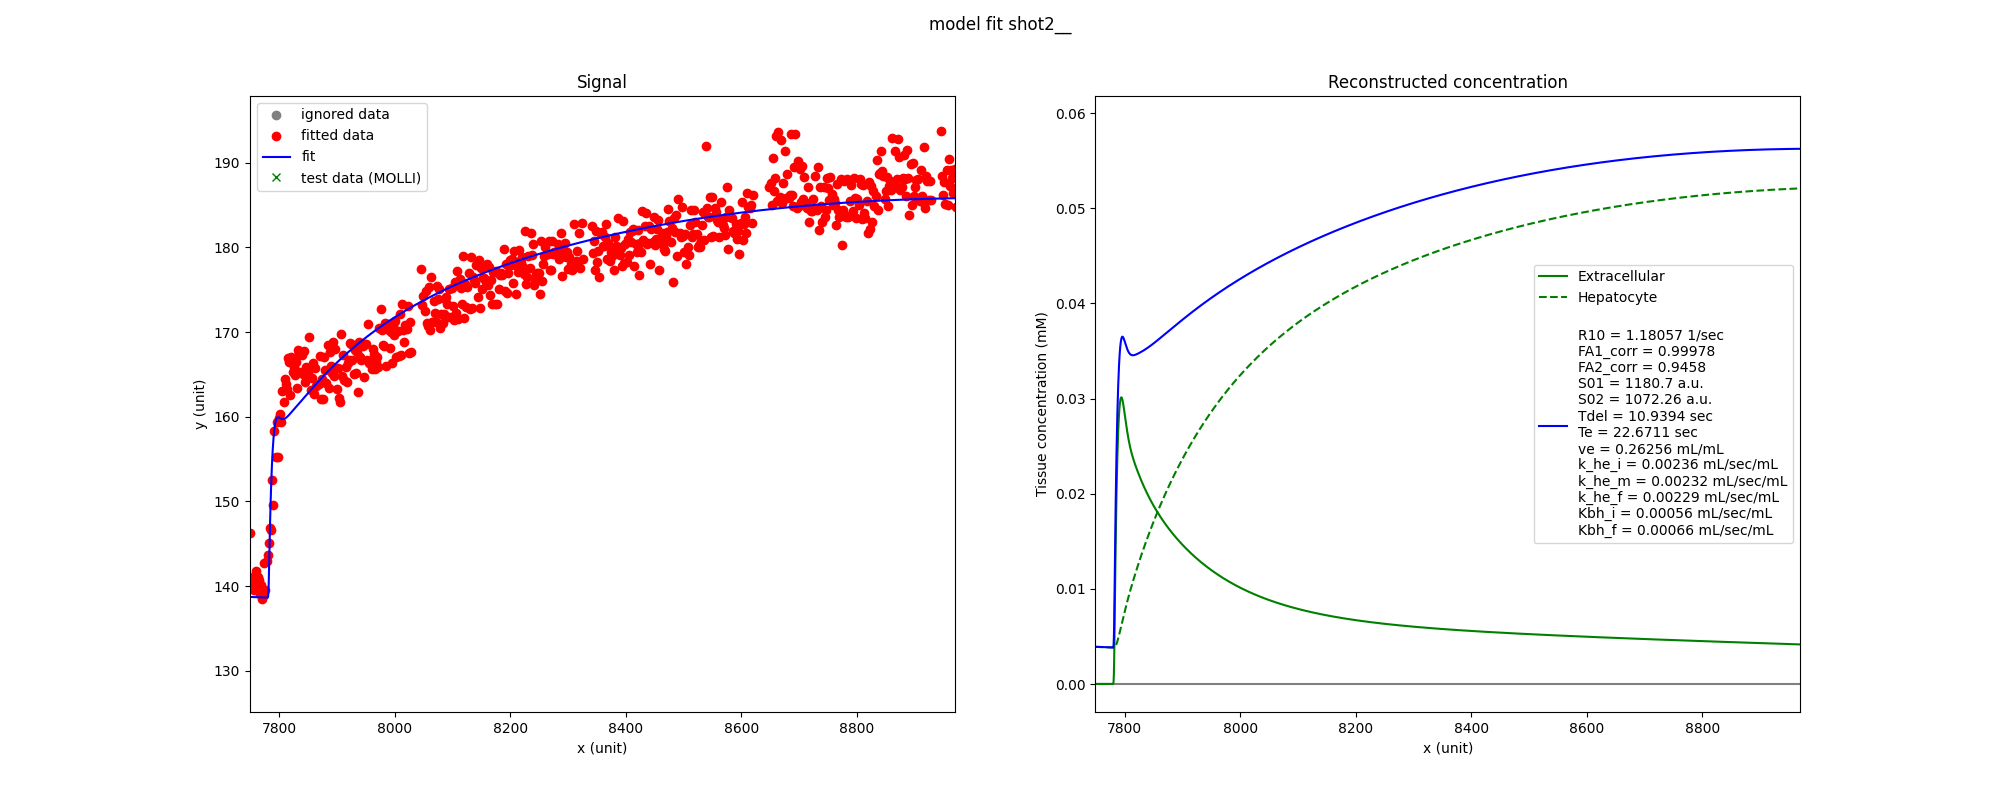 model fit shot2__
Signal
ignored data
fitted data
fit
test data (MOLLI)
y (unit)
190
180
170
160
150
140
130
7800
8000
8200
8400
8600
8800
x (unit)
Reconstructed concentration
Tissue concentration (mM)
0.06
0.05
0.04
0.03
0.02
0.01
0.00
Extracellular
Hepatocyte
R10 = 1.18057 1/sec
FA1_corr = 0.99978
FA2_corr = 0.9458
S01 = 1180.7 a.u.
S02 = 1072.26 a.u.
Tdel = 10.9394 sec
Te = 22.6711 sec
ve = 0.26256 mL/mL
k_he_i = 0.00236 mL/sec/mL
k_he_m = 0.00232 mL/sec/mL
k_he_f = 0.00229 mL/sec/mL
Kbh_i = 0.00056 mL/sec/mL
Kbh_f = 0.00066 mL/sec/mL
7800
8000
8200
8400
8600
8800
x (unit)